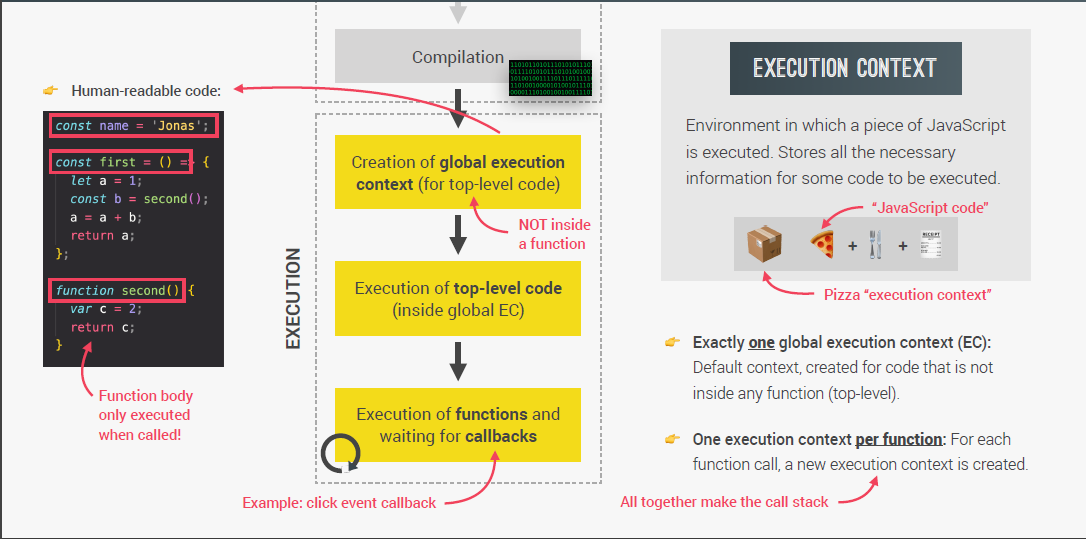 Compilation
1101011010111010101110
0111101010111010100100
👉 Human-readable code:
const name = 'Jonas';
const first = () => {
let a = 1;
const b = second();
a = a + b;
return a;
};
function second() {
var c = 2;
return c;
}
Function body
only executed
when called!
EXECUTION
Creation of global execution
context (for top-level code)
NOT inside
a function
Execution of top-level code
(inside global EC)
Execution of functions and
waiting for callbacks
Example: click event callback
EXECUTION CONTEXT
Environment in which a piece of JavaScript
is executed. Stores all the necessary
information for some code to be executed.
“JavaScript code”
+ +
RECEIPT
Pizza “execution context”
👉 Exactly one global execution context (EC):
Default context, created for code that is not
inside any function (top-level).
👉 One execution context per function: For each
function call, a new execution context is created.
All together make the call stack